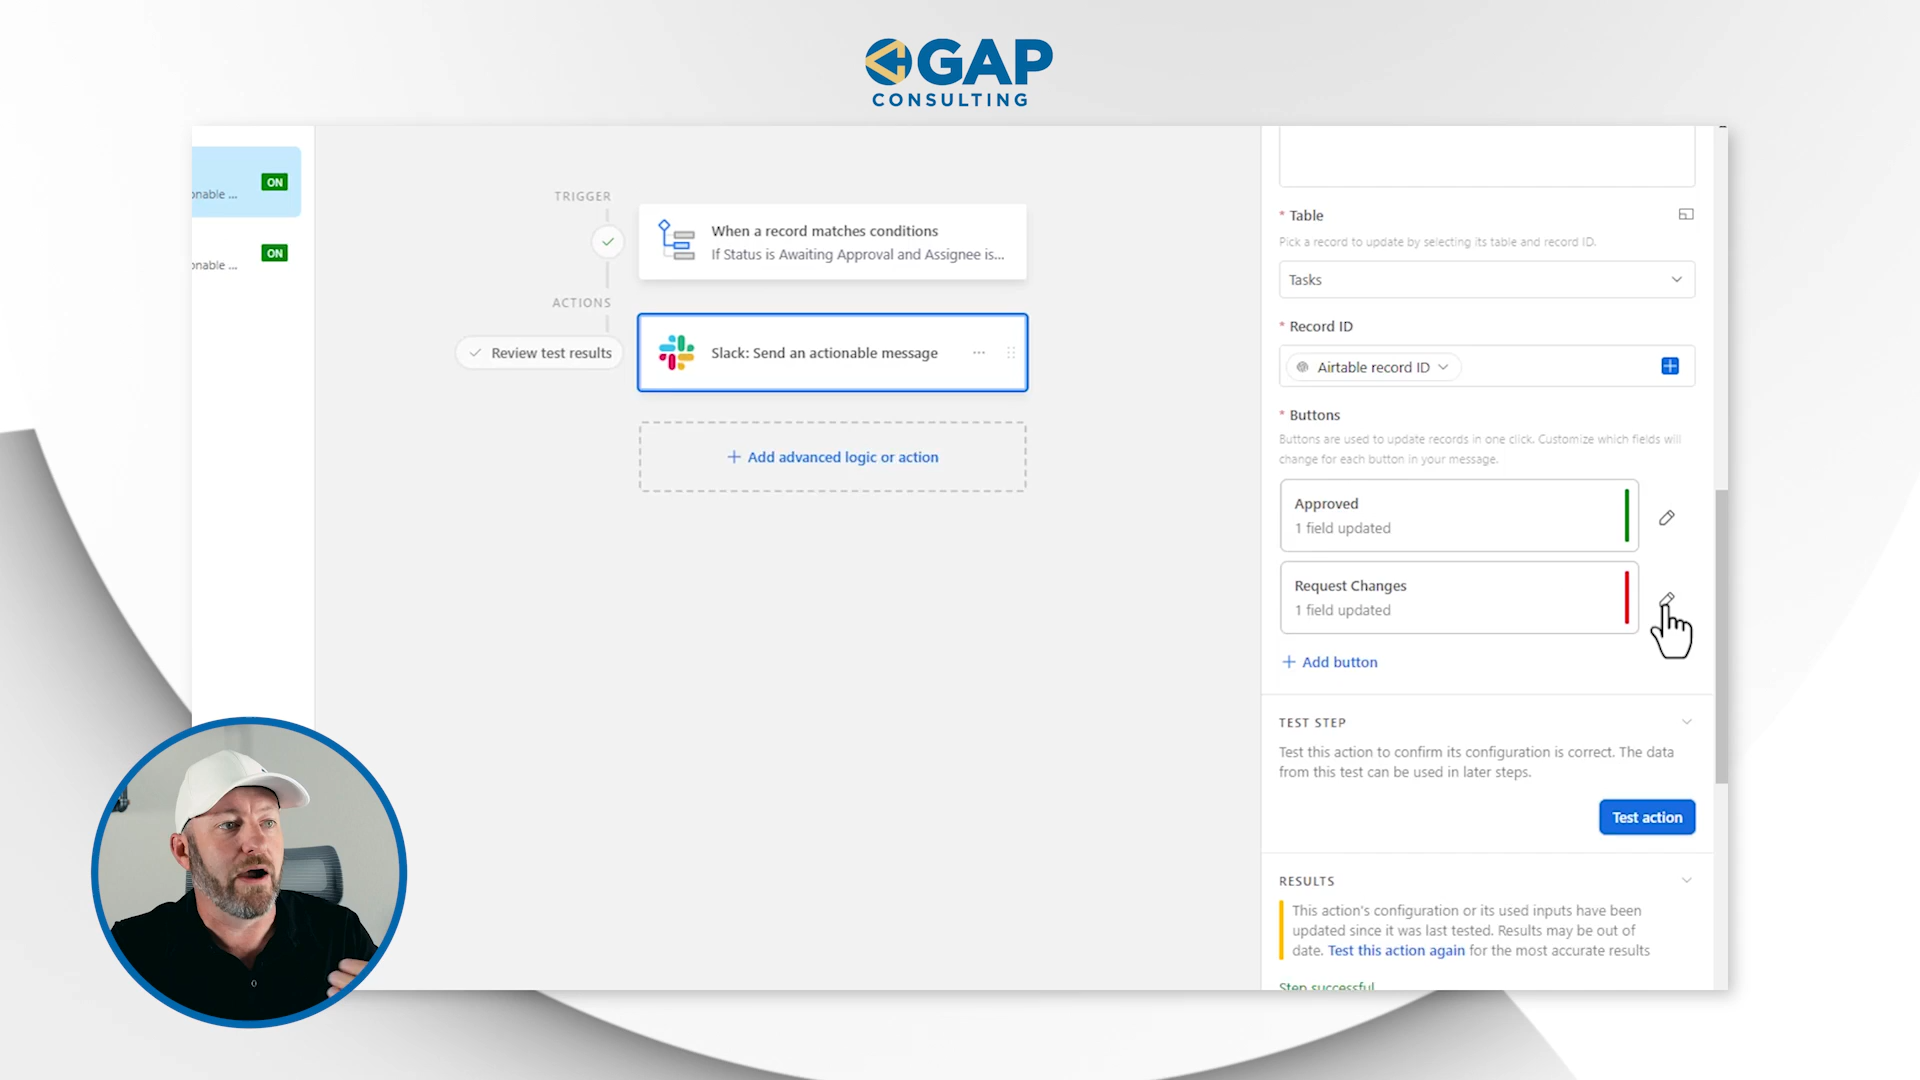 GAP
CONSULTING
ON
onable ...
ON
onable ...
TRIGGER
When a record matches conditions
If Status is Awaiting Approval and Assignee is...
ACTIONS
Review test results
Slack: Send an actionable message
...
+ Add advanced logic or action
* Table
Pick a record to update by selecting its table and record ID.
Tasks
* Record ID
Airtable record ID
* Buttons
Buttons are used to update records in one click. Customize which fields will
change for each button in your message.
Approved
1 field updated
Request Changes
1 field updated
+ Add button
TEST STEP
Test this action to confirm its configuration is correct. The data
from this test can be used in later steps.
Test action
RESULTS
This action's configuration or its used inputs have been
updated since it was last tested. Results may be out of
date. Test this action again for the most accurate results
Step successful